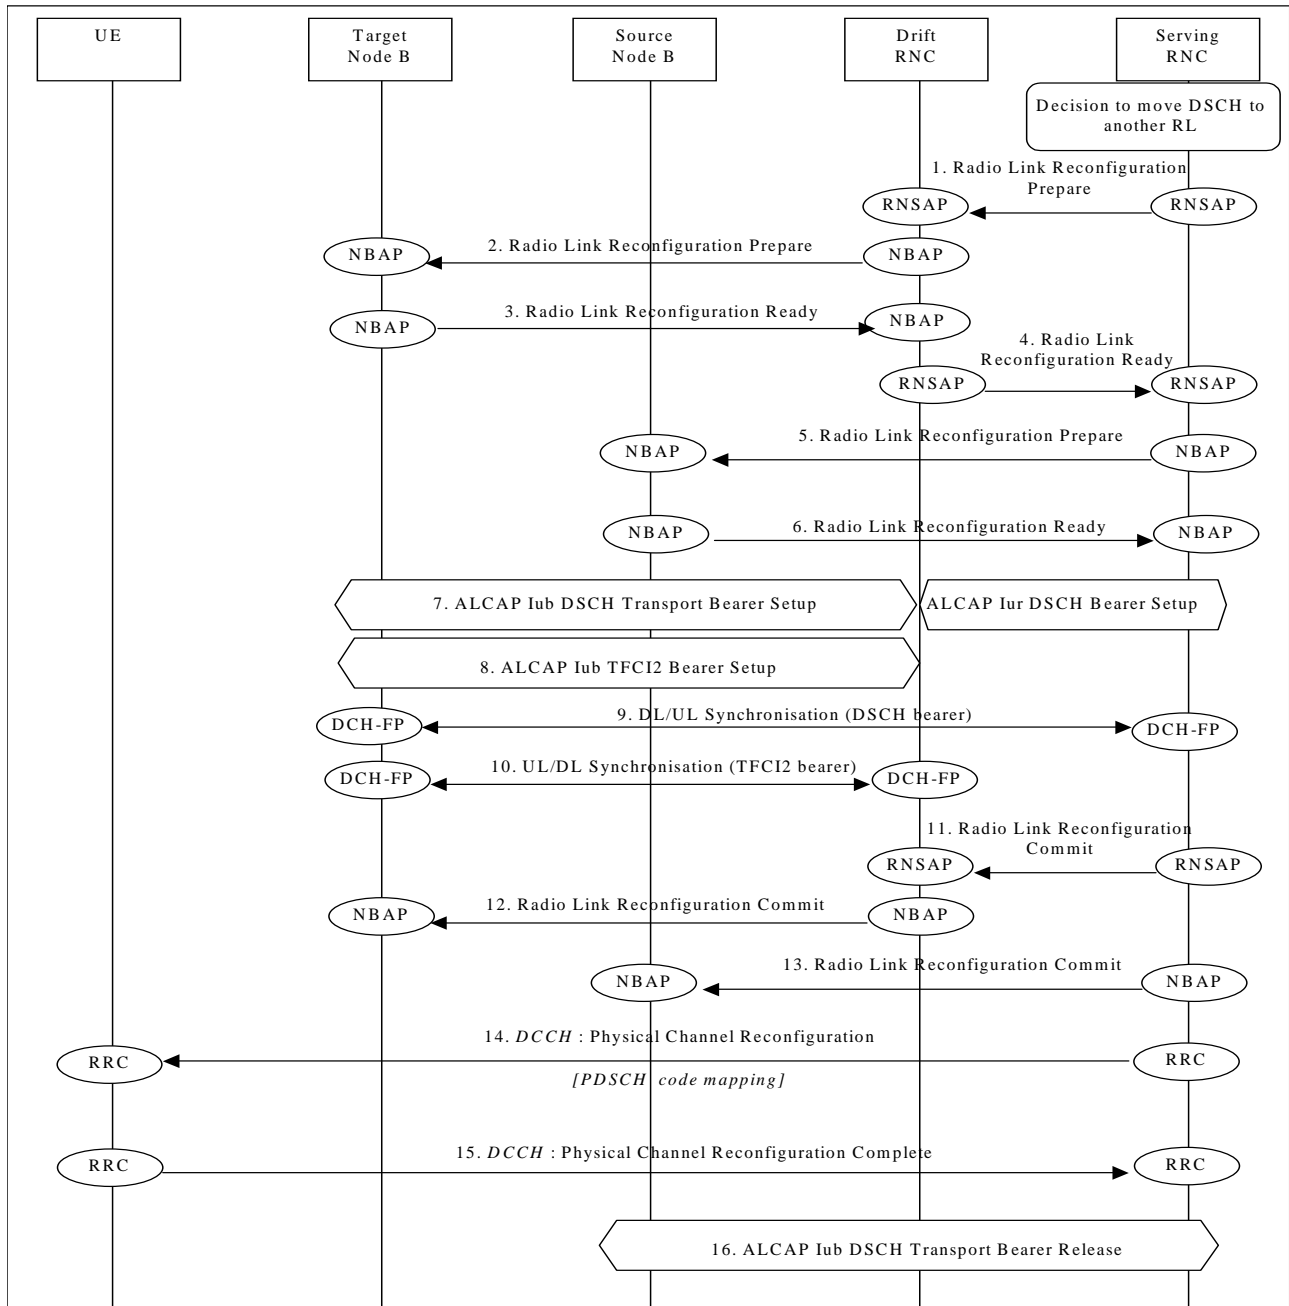 UE
Target
Node B
Source
Node B
Drift
RNC
Serving
RNC
Decision to move DSCH to
another RL
1. Radio Link Reconfiguration
Prepare
RNSAP
RNSAP
2. Radio Link Reconfiguration Prepare
NBAP
NBAP
3. Radio Link Reconfiguration Ready
NBAP
NBAP
4. Radio Link
Reconfiguration Ready
RNSAP
RNSAP
5. Radio Link Reconfiguration Prepare
NBAP
NBAP
6. Radio Link Reconfiguration Ready
NBAP
NBAP
7. ALCAP Iub DSCH Transport Bearer Setup
ALCAP Iur DSCH Bearer Setup
8. ALCAP Iub TFCI2 Bearer Setup
9. DL/UL Synchronisation (DSCH bearer)
DCH-FP
DCH-FP
10. UL/DL Synchronisation (TFCI2 bearer)
DCH-FP
DCH-FP
11. Radio Link Reconfiguration
Commit
RNSAP
RNSAP
12. Radio Link Reconfiguration Commit
NBAP
NBAP
13. Radio Link Reconfiguration Commit
NBAP
NBAP
14. DCCH : Physical Channel Reconfiguration
RRC
RRC
[PDSCH code mapping]
15. DCCH : Physical Channel Reconfiguration Complete
RRC
RRC
16. ALCAP Iub DSCH Transport Bearer Release